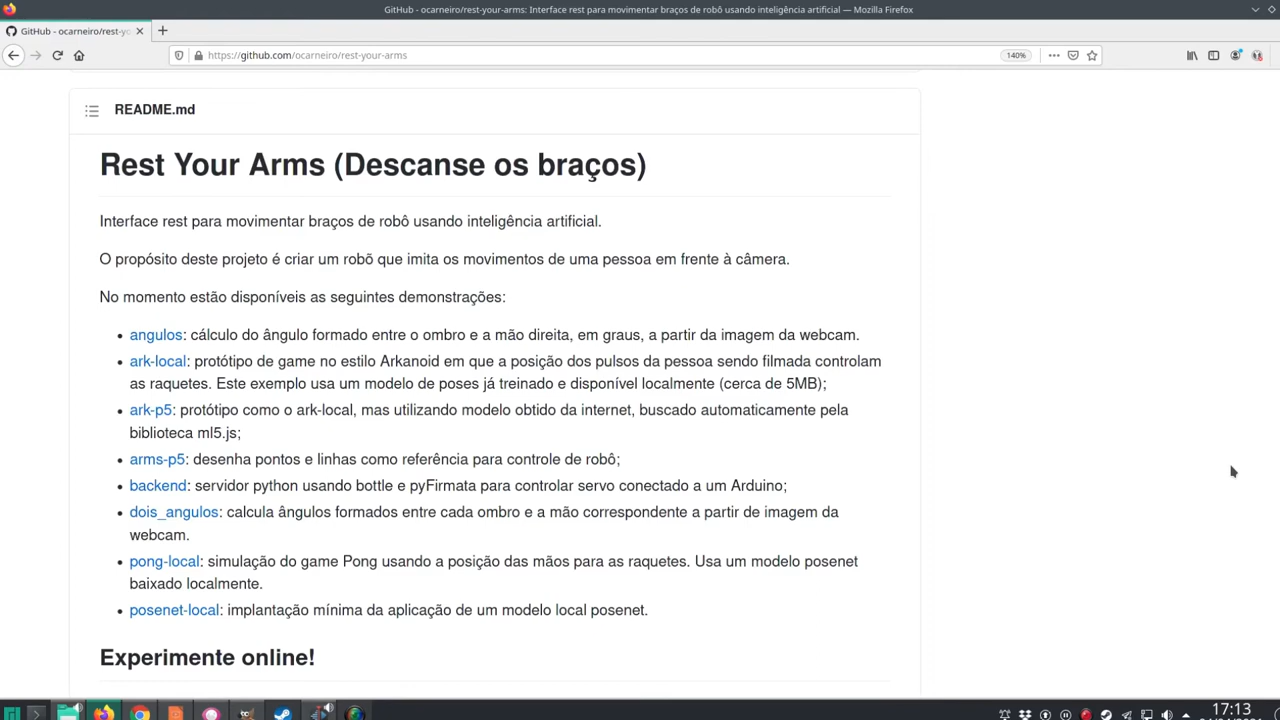 GitHub - ocarneiro/rest-your-arms: Interface rest para movimentar braços de robô usando inteligência artificial — Mozilla Firefox
GitHub - ocarneiro/rest-yo
https://github.com/ocarneiro/rest-your-arms
140%
README.md
Rest Your Arms (Descanse os braços)
Interface rest para movimentar braços de robô usando inteligência artificial.
O propósito deste projeto é criar um robõ que imita os movimentos de uma pessoa em frente à câmera.
No momento estão disponíveis as seguintes demonstrações:
• angulos: cálculo do ângulo formado entre o ombro e a mão direita, em graus, a partir da imagem da webcam.
• ark-local: protótipo de game no estilo Arkanoid em que a posição dos pulsos da pessoa sendo filmada controlam
as raquetes. Este exemplo usa um modelo de poses já treinado e disponível localmente (cerca de 5MB);
• ark-p5: protótipo como o ark-local, mas utilizando modelo obtido da internet, buscado automaticamente pela
biblioteca ml5.js;
• arms-p5: desenha pontos e linhas como referência para controle de robô;
• backend: servidor python usando bottle e pyFirmata para controlar servo conectado a um Arduino;
• dois_angulos: calcula ângulos formados entre cada ombro e a mão correspondente a partir de imagem da
webcam.
• pong-local: simulação do game Pong usando a posição das mãos para as raquetes. Usa um modelo posenet
baixado localmente.
• posenet-local: implantação mínima da aplicação de um modelo local posenet.
Experimente online!
17:13